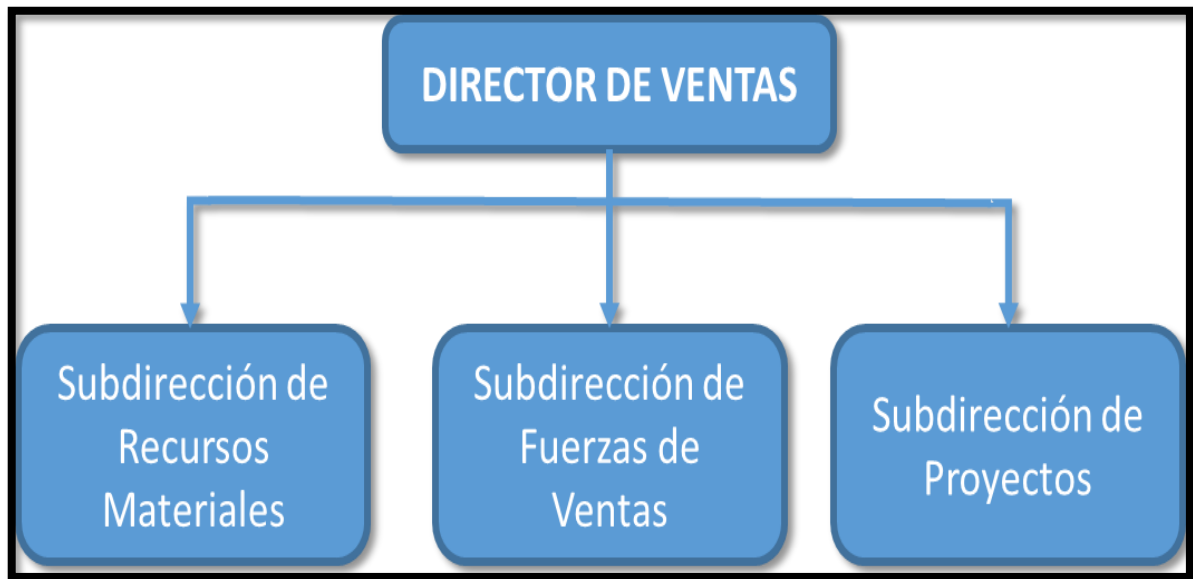 DIRECTOR DE VENTAS
Subdirección de
Recursos
Materiales
Subdirección de
Fuerzas de
Ventas
Subdirección de
Proyectos